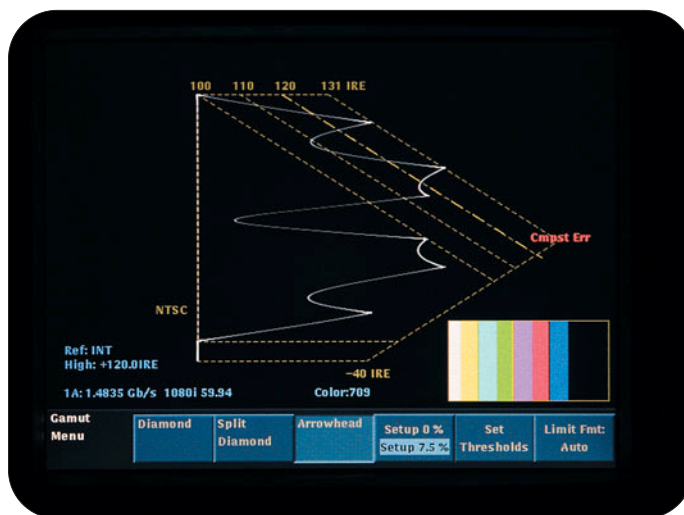 100 110 120 131 IRE
Cmpst Err
NTSC
Ref: INT
High: +120.0IRE
-40 IRE
1A: 1.4835 Gb/s 1080i 59.94 Color:709
Gamut Menu
Diamond
Split Diamond
Arrowhead
Setup 0 %
Setup 7.5 %
Set Thresholds
Limit Fmt: Auto